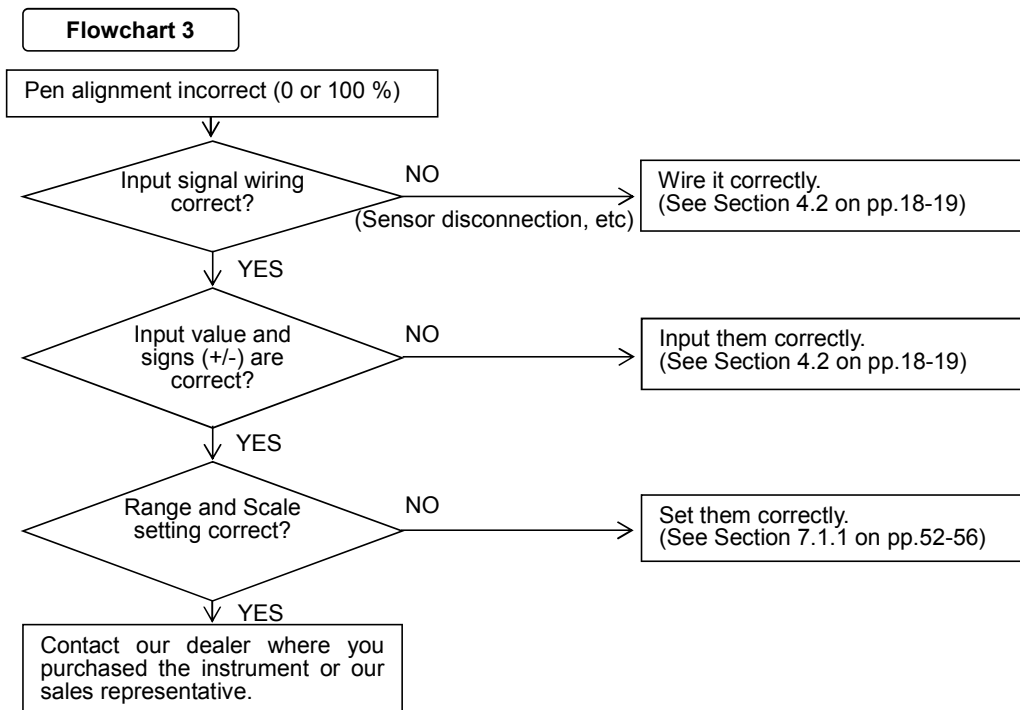 Flowchart 3
Pen alignment incorrect (0 or 100 %)
Input signal wiring
correct?
NO
(Sensor disconnection, etc)
Wire it correctly.
(See Section 4.2 on pp.18-19)
YES
Input value and
signs (+/-) are
correct?
NO
Input them correctly.
(See Section 4.2 on pp.18-19)
YES
Range and Scale
setting correct?
NO
Set them correctly.
(See Section 7.1.1 on pp.52-56)
YES
Contact our dealer where you
purchased the instrument or our
sales representative.